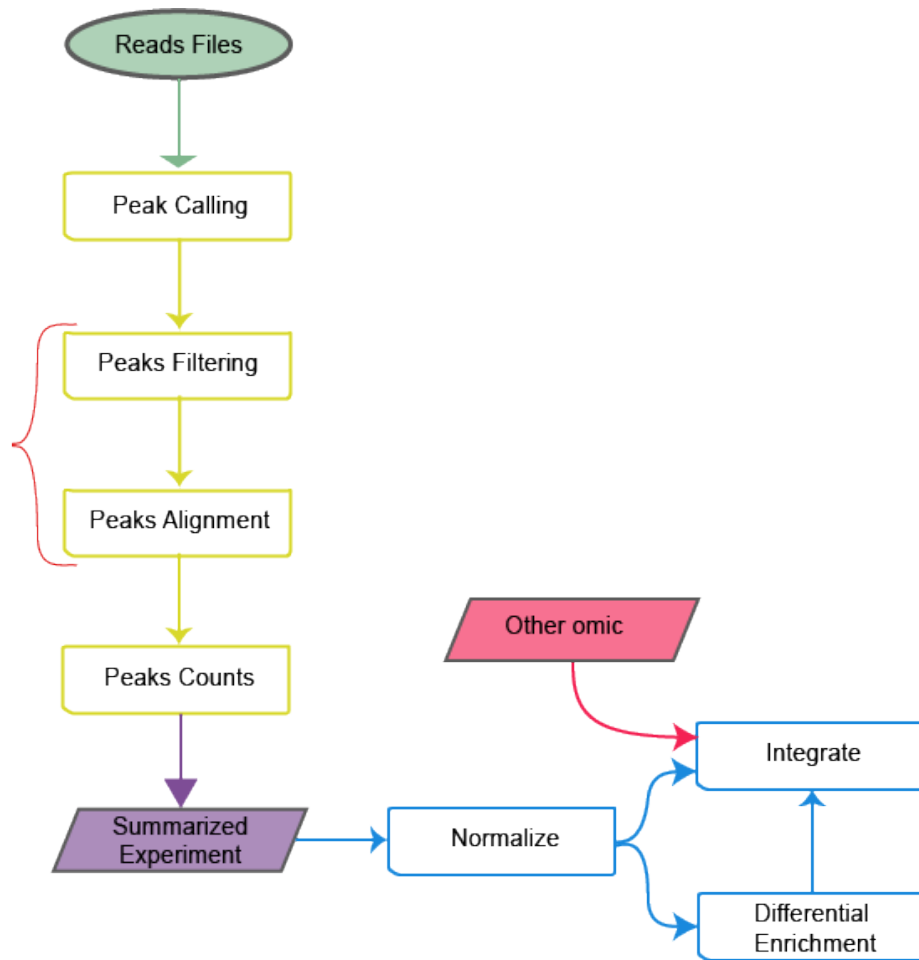 Reads Files
Peak Calling
Peaks Filtering
Peaks Alignment
Peaks Counts
Other omic
Integrate
Summarized
Experiment
Normalize
Differential
Enrichment